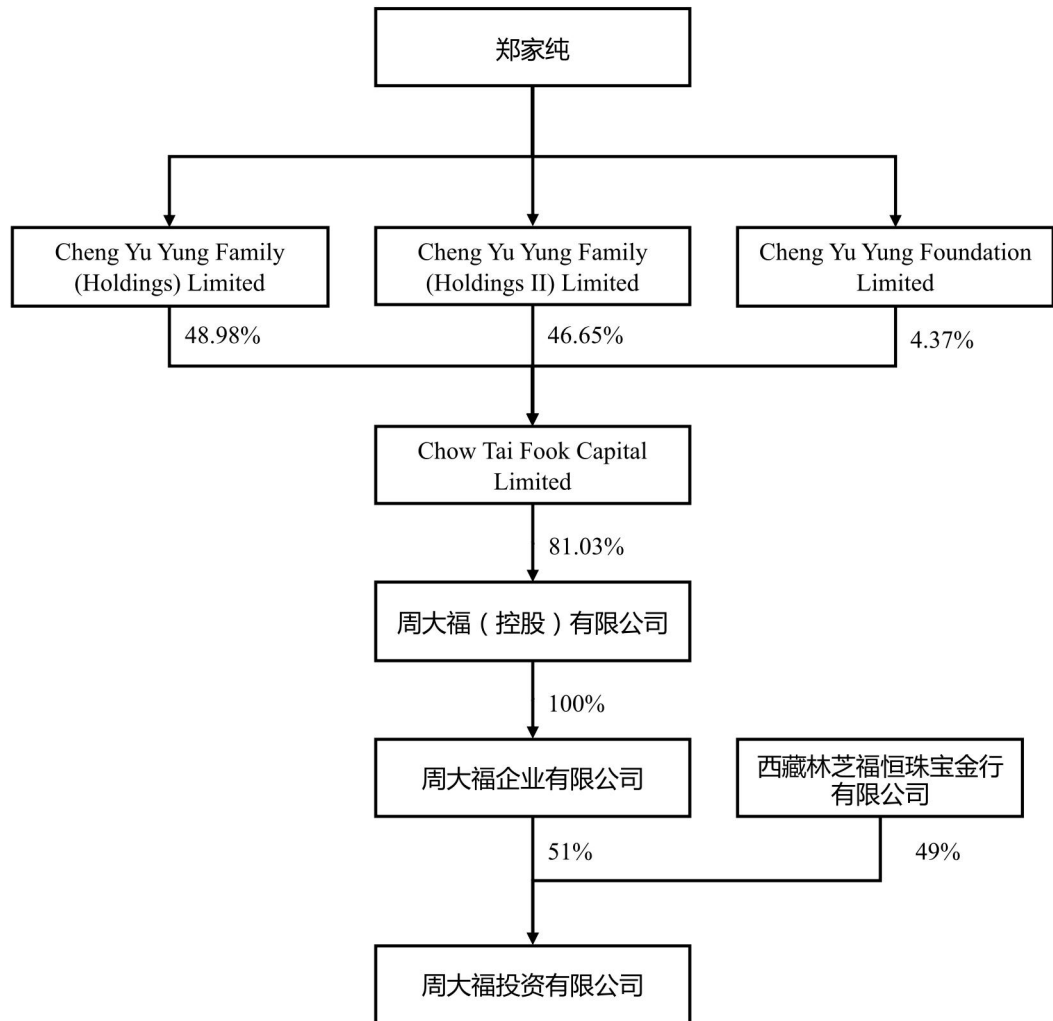 郑家纯
Cheng Yu Yung Family
(Holdings) Limited
Cheng Yu Yung Family
(Holdings II) Limited
Cheng Yu Yung Foundation
Limited
48.98%
46.65%
4.37%
Chow Tai Fook Capital
Limited
81.03%
周大福（控股）有限公司
100%
周大福企业有限公司
西藏林芝福恒珠宝金行
有限公司
51%
49%
周大福投资有限公司